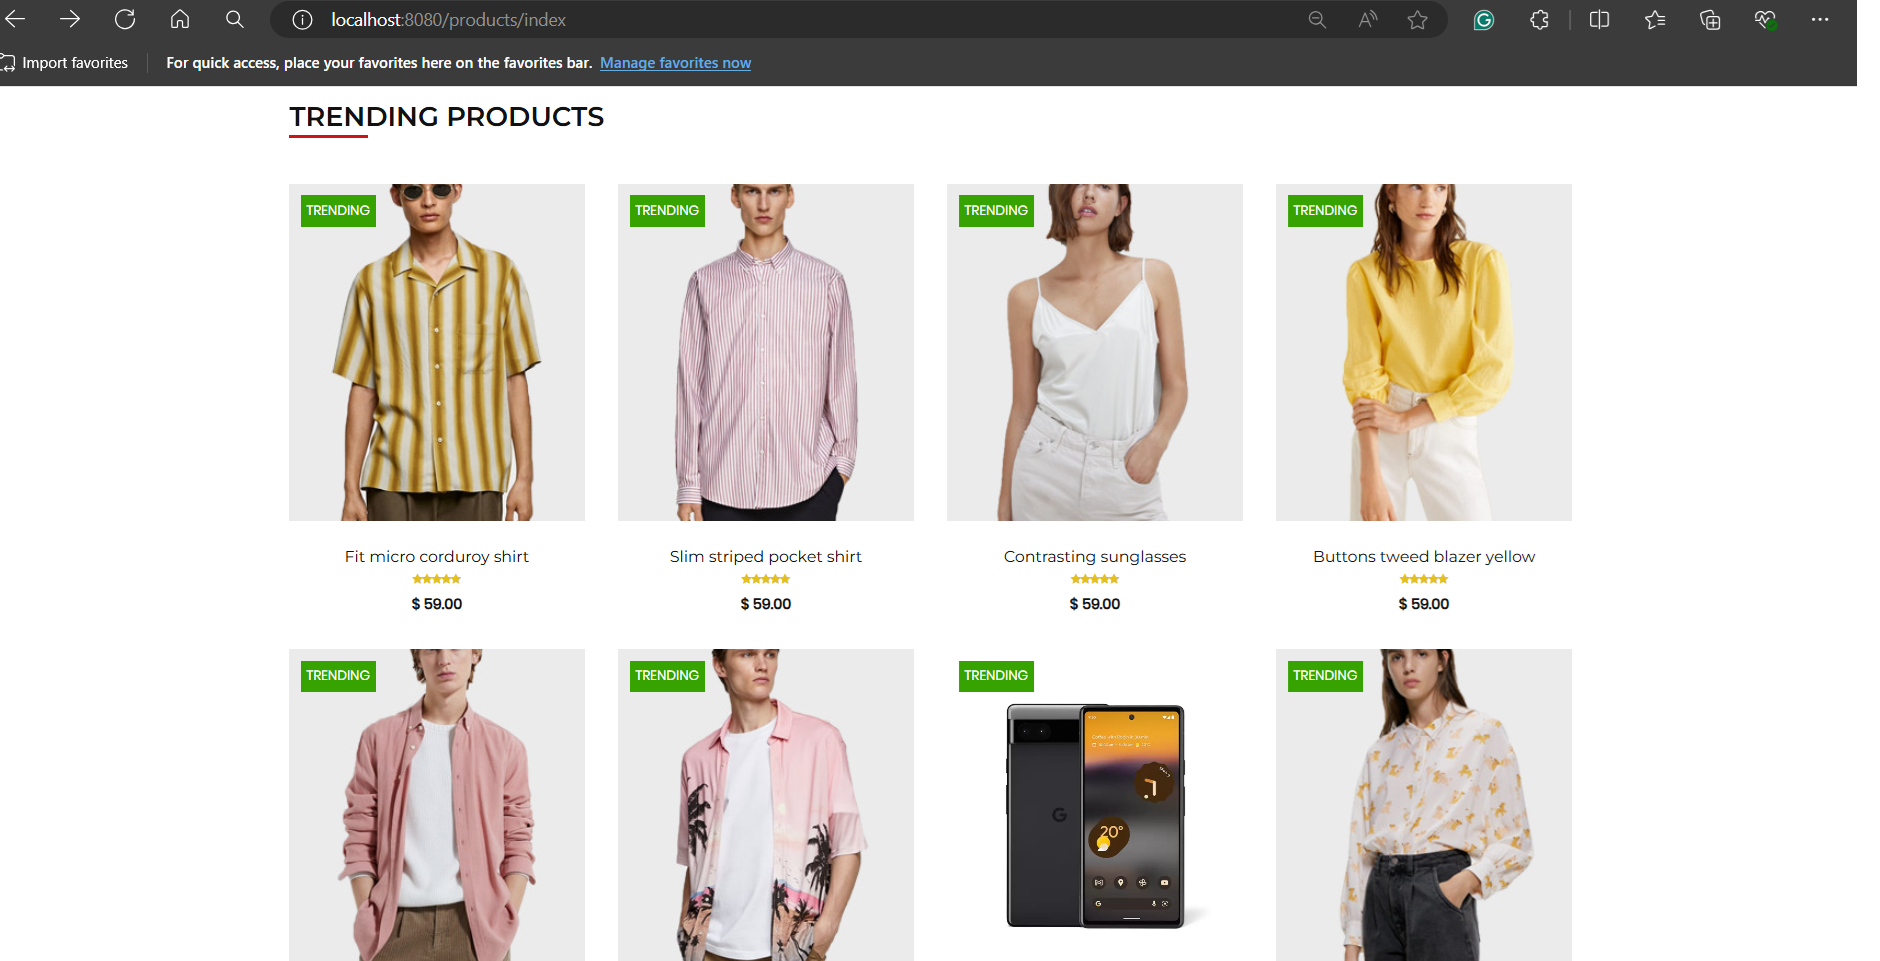 localhost:8080/products/index
Import favorites
For quick access, place your favorites here on the favorites bar. Manage favorites now
TRENDING PRODUCTS
TRENDING TRENDING TRENDING TRENDING
Fit micro corduroy shirt Slim striped pocket shirt Contrasting sunglasses Buttons tweed blazer yellow
$ 59.00 $ 59.00 $ 59.00 $ 59.00
TRENDING TRENDING TRENDING TRENDING
G
20°
G